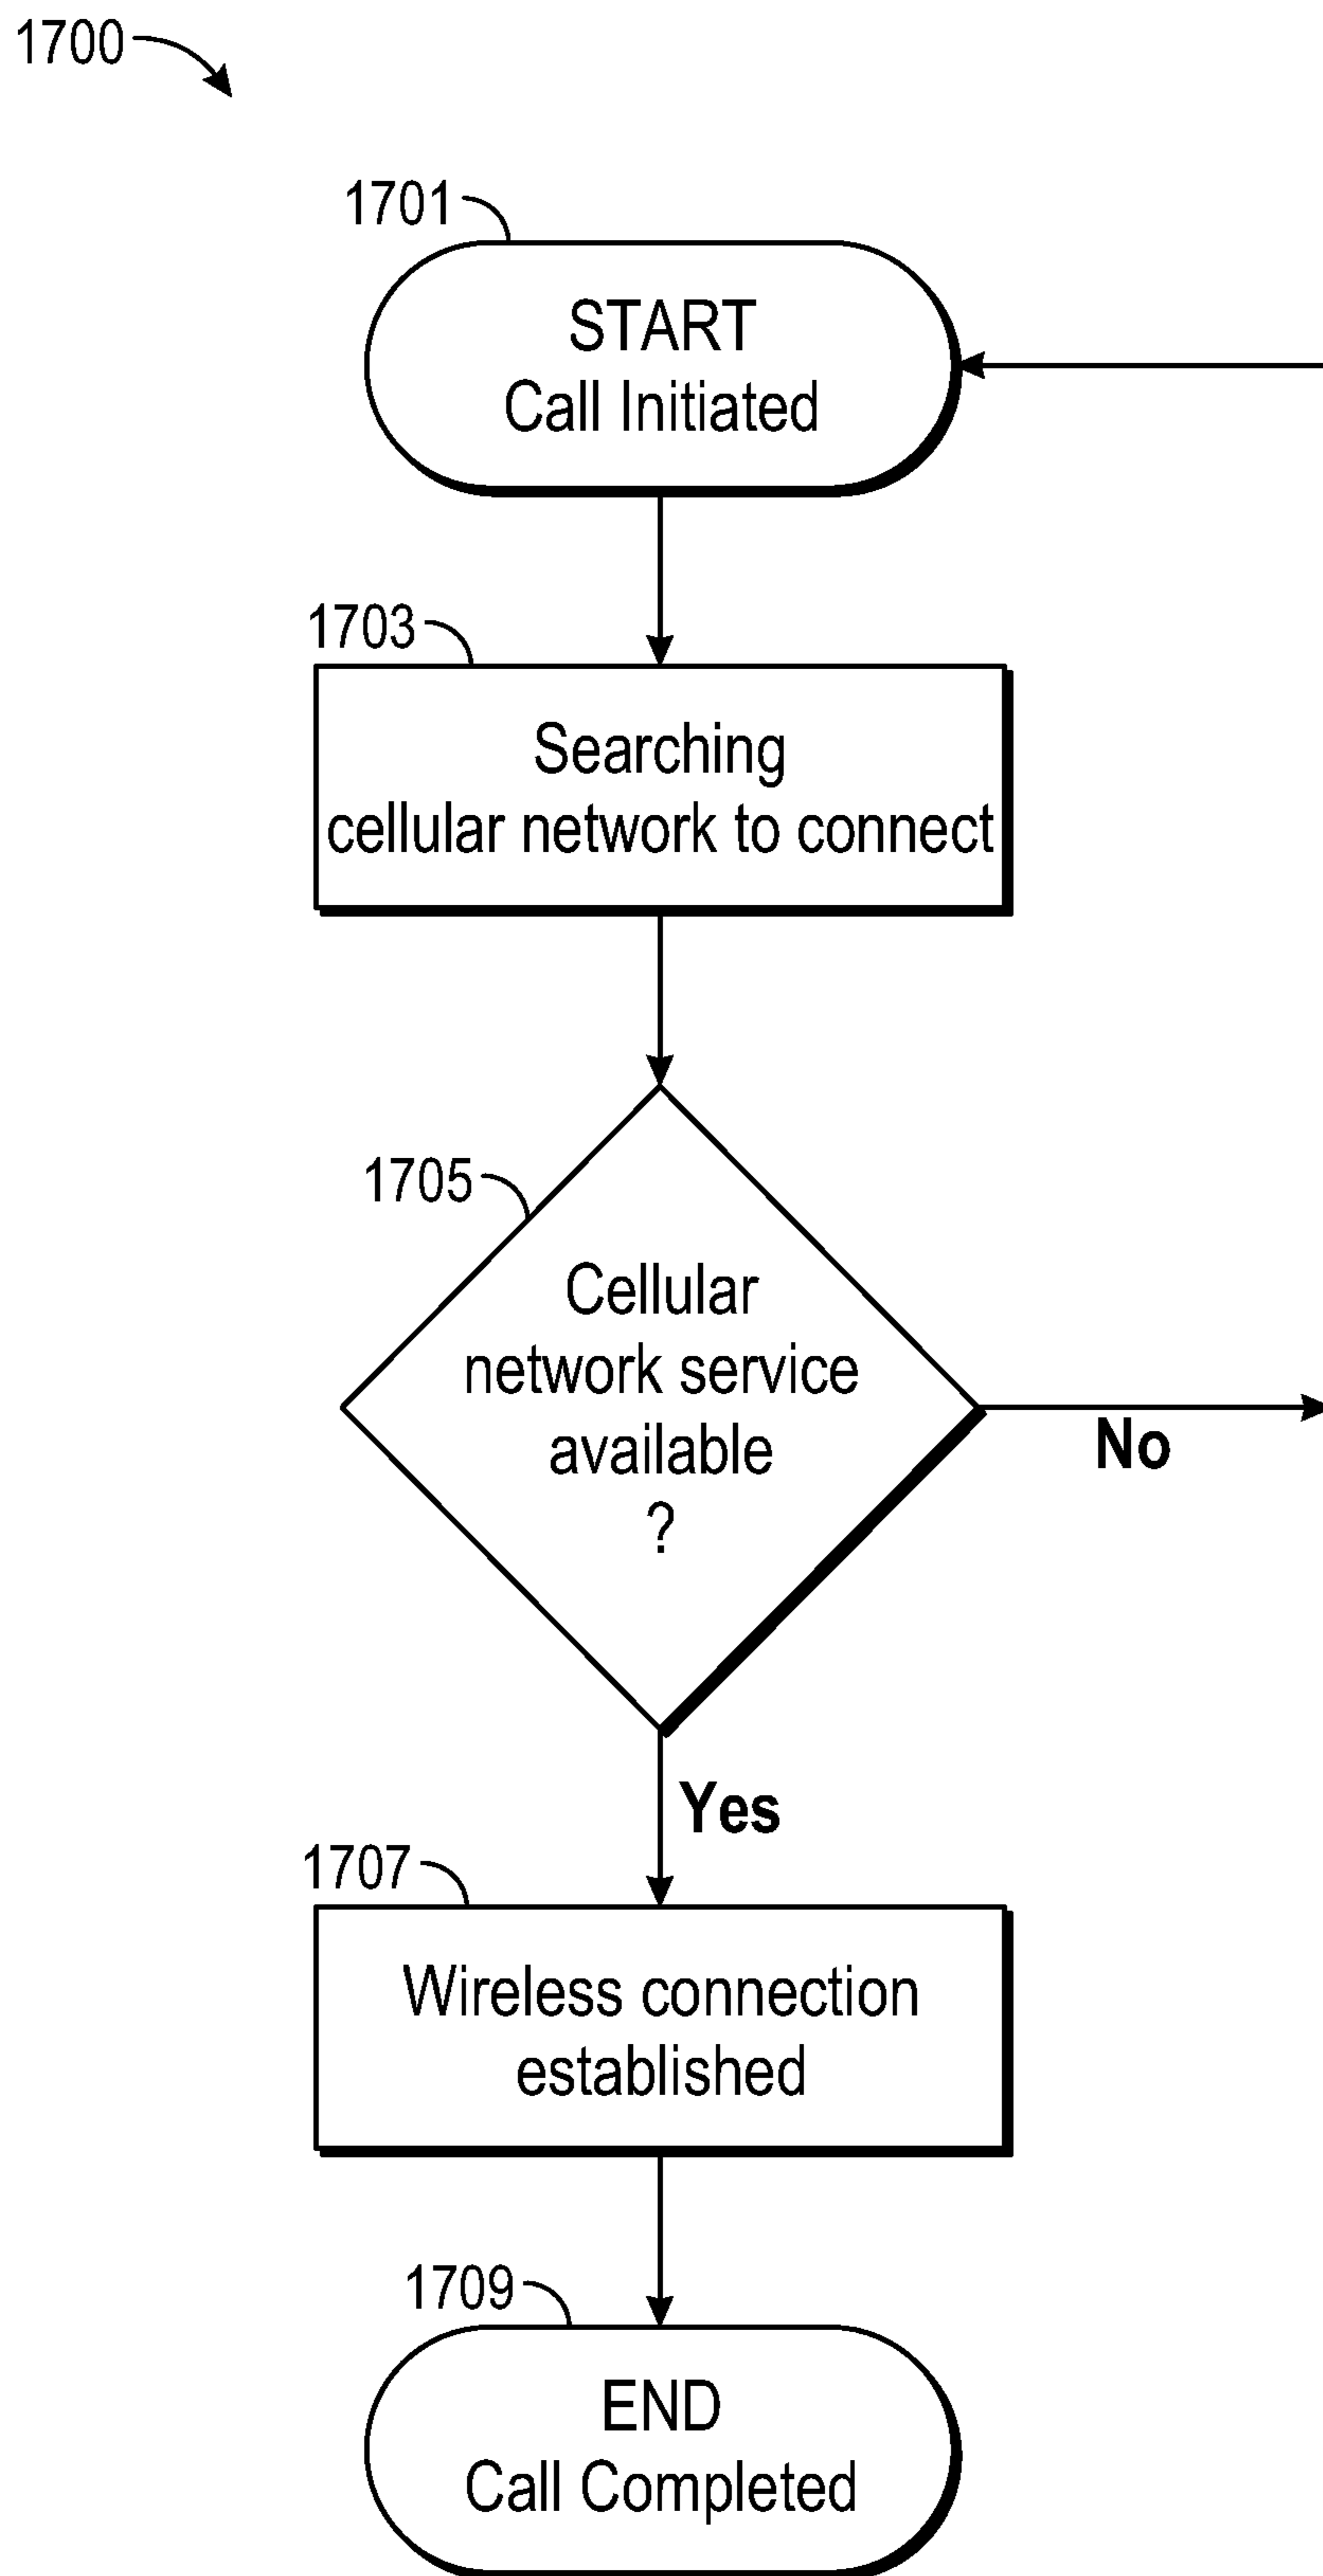 1700
1701
START
Call Initiated
1703
Searching
cellular network to connect
1705
Cellular
network service
available
?
No
Yes
1707
Wireless connection
established
1709
END
Call Completed